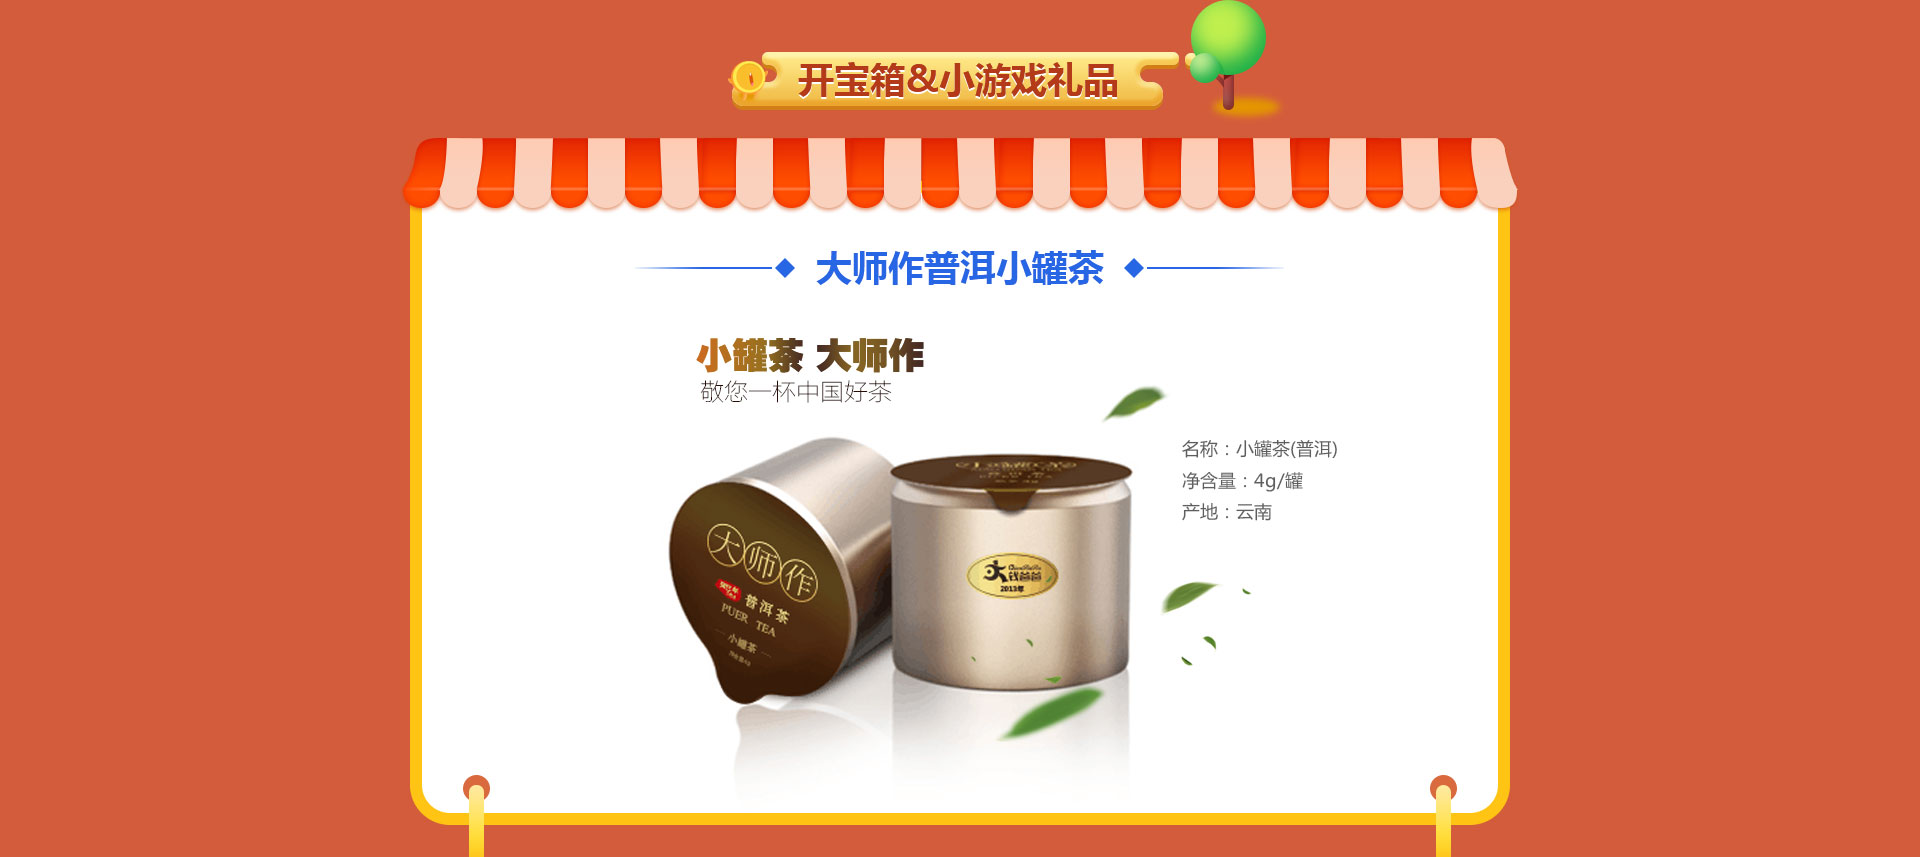 开宝箱&小游戏礼品
大师作普洱小罐茶
小罐茶 大师作
敬您一杯中国好茶
名称：小罐茶(普洱)
净含量：4g/罐
产地：云南
大师作
普洱茶
PUER TEA
小罐茶
钱爸爸
2013年